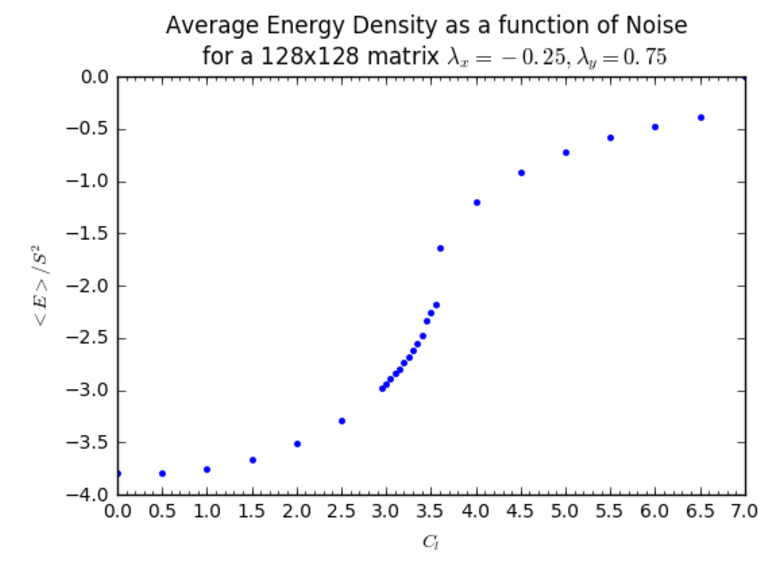 Average Energy Density as a function of Noise
for a 128x128 matrix λₓ = −0.25, λᵧ = 0.75
0.0
−0.5
−1.0
−1.5
−2.0
−2.5
−3.0
−3.5
−4.0
< E > /S²
0.0 0.5 1.0 1.5 2.0 2.5 3.0 3.5 4.0 4.5 5.0 5.5 6.0 6.5 7.0
C_l